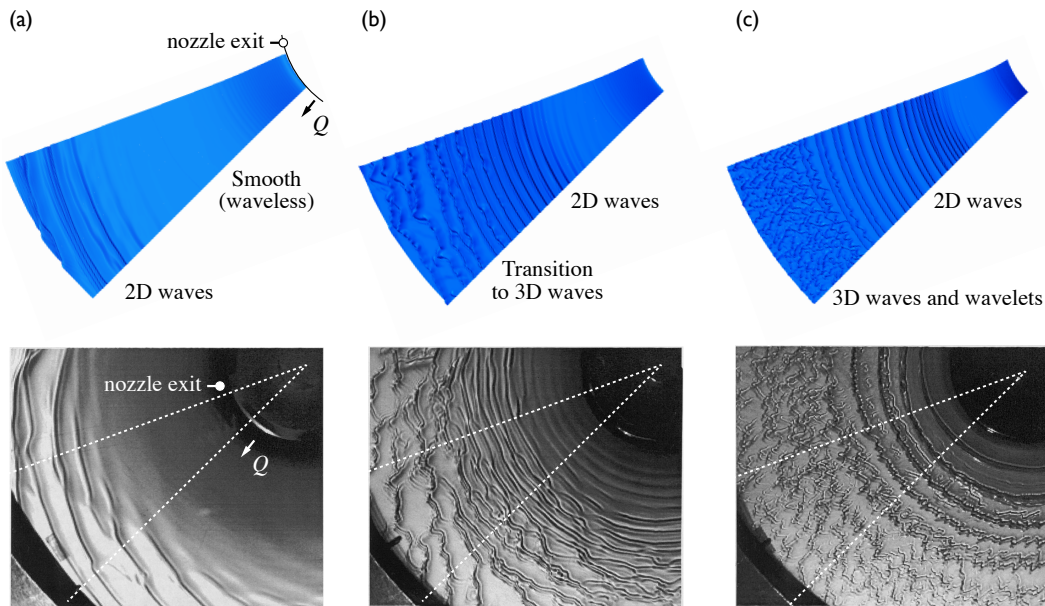 (a)
nozzle exit
Q
Smooth
(waveless)
2D waves
(b)
2D waves
Transition
to 3D waves
(c)
2D waves
3D waves and wavelets
nozzle exit
Q